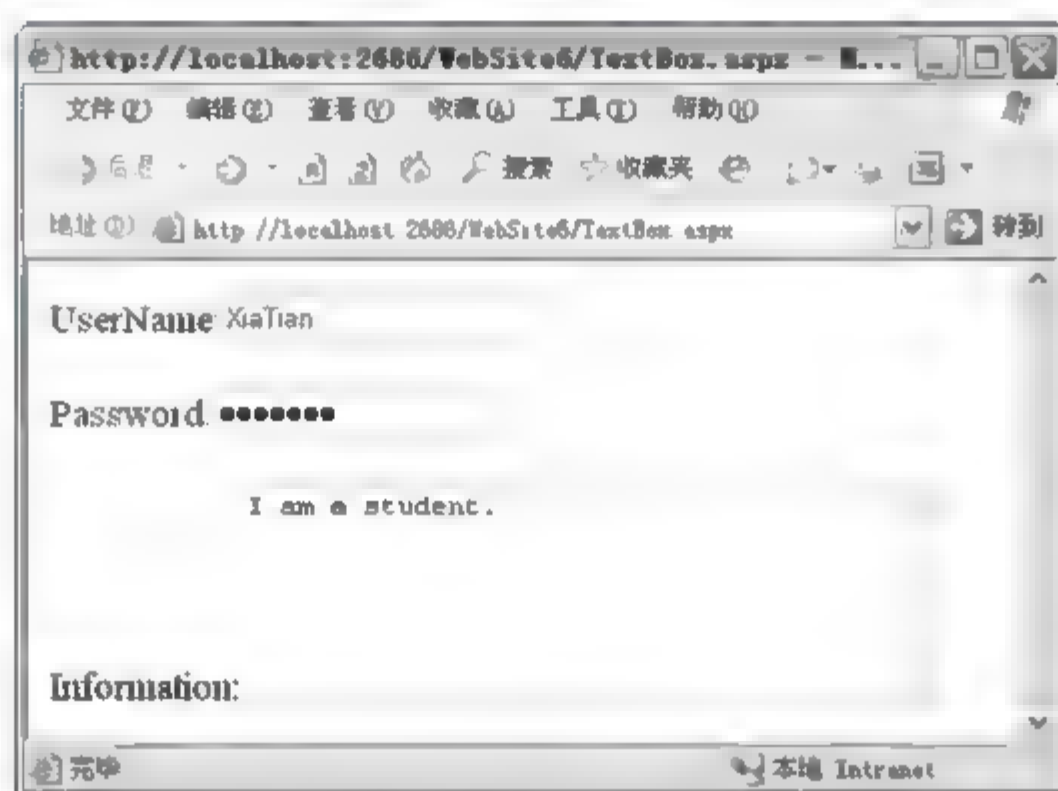 http://localhost:2686/WebSite6/TextBox.aspx - M...
文件(F) 编辑(E) 查看(V) 收藏(A) 工具(T) 帮助(H)
后退 搜索 收藏夹
地址(D) http://localhost:2686/WebSite6/TextBox.aspx 转到
UserName XiaTian
Password: •••••••
I am a student.
Information:
完毕 本地 Intranet